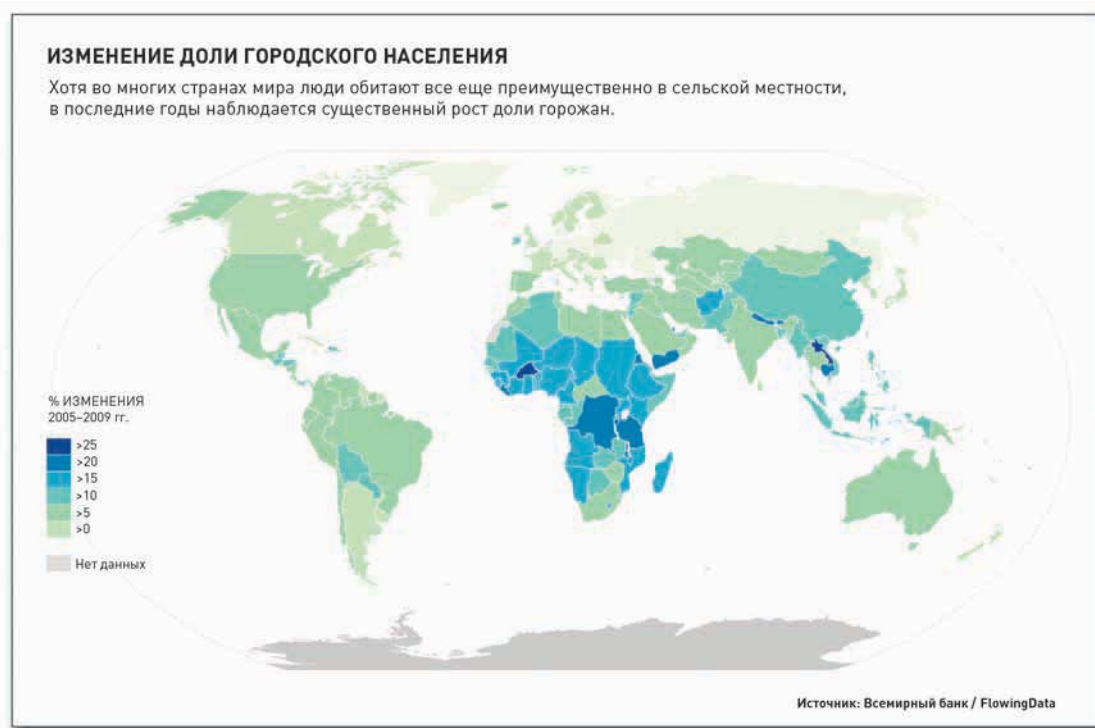 ИЗМЕНЕНИЕ ДОЛИ ГОРОДСКОГО НАСЕЛЕНИЯ
Хотя во многих странах мира люди обитают все еще преимущественно в сельской местности,
в последние годы наблюдается существенный рост доли горожан.
% ИЗМЕНЕНИЯ
2005–2009 гг.
>25
>20
>15
>10
>5
>0
Нет данных
Источник: Всемирный банк / FlowingData